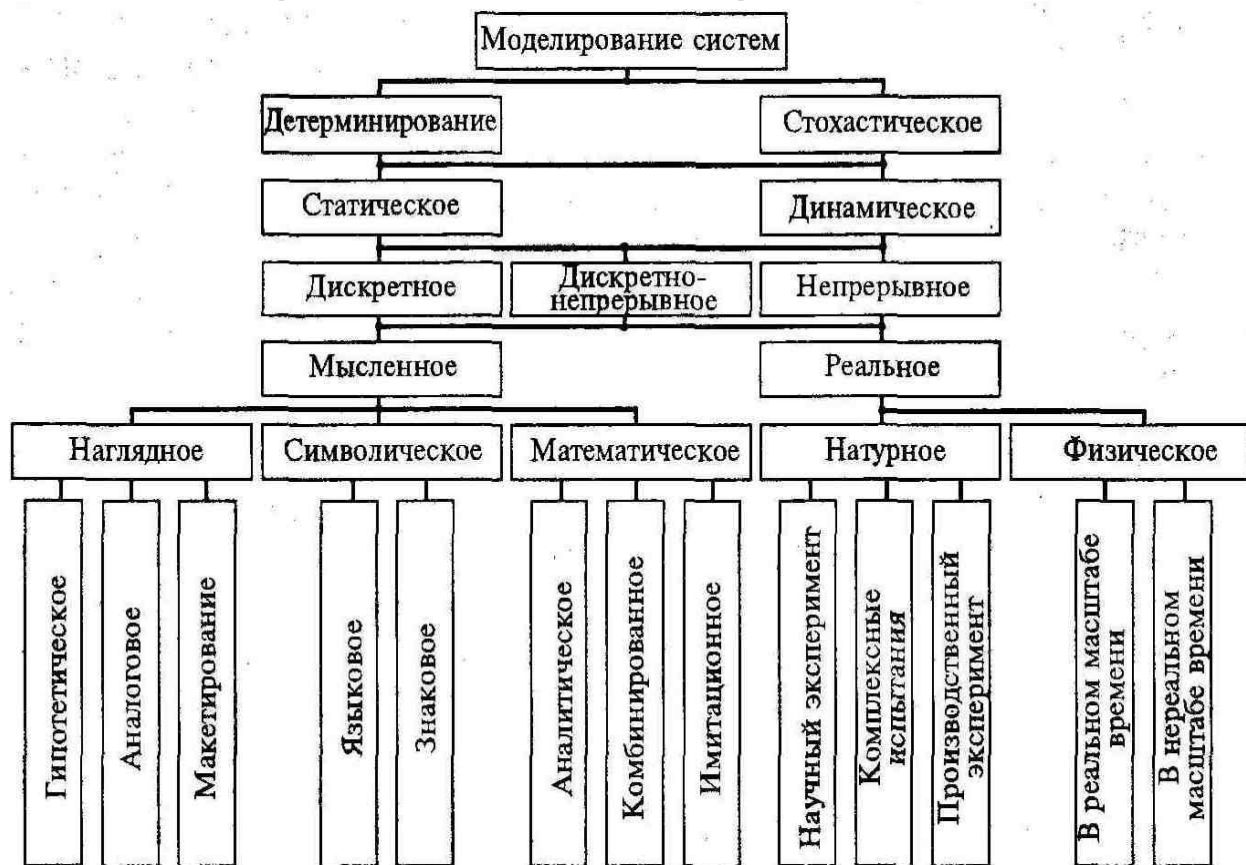 Моделирование систем
Детерминирование
Стохастическое
Статическое
Динамическое
Дискретное
Дискретно-
непрерывное
Непрерывное
Мысленное
Реальное
Наглядное
Символическое
Математическое
Натурное
Физическое
Гипотетическое
Аналоговое
Макетирование
Языковое
Знаковое
Аналитическое
Комбинированное
Имитационное
Научный эксперимент
Комплексные
испытания
Производственный
эксперимент
В реальном масштабе
времени
В нереальном
масштабе времени